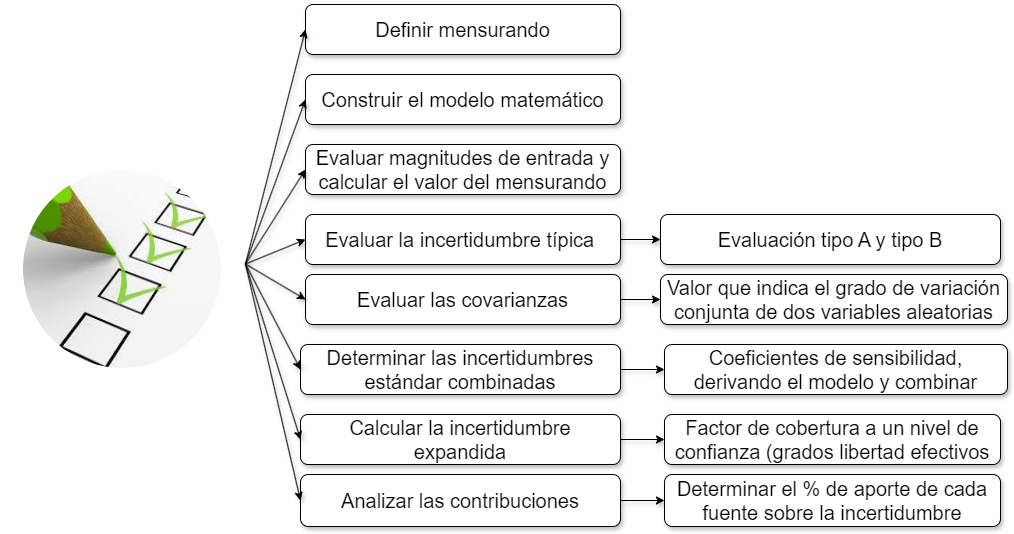 Definir mensurando
Construir el modelo matemático
Evaluar magnitudes de entrada y
calcular el valor del mensurando
Evaluar la incertidumbre típica
Evaluación tipo A y tipo B
Evaluar las covarianzas
Valor que indica el grado de variación
conjunta de dos variables aleatorias
Determinar las incertidumbres
estándar combinadas
Coeficientes de sensibilidad,
derivando el modelo y combinar
Calcular la incertidumbre
expandida
Factor de cobertura a un nivel de
confianza (grados libertad efectivos
Analizar las contribuciones
Determinar el % de aporte de cada
fuente sobre la incertidumbre